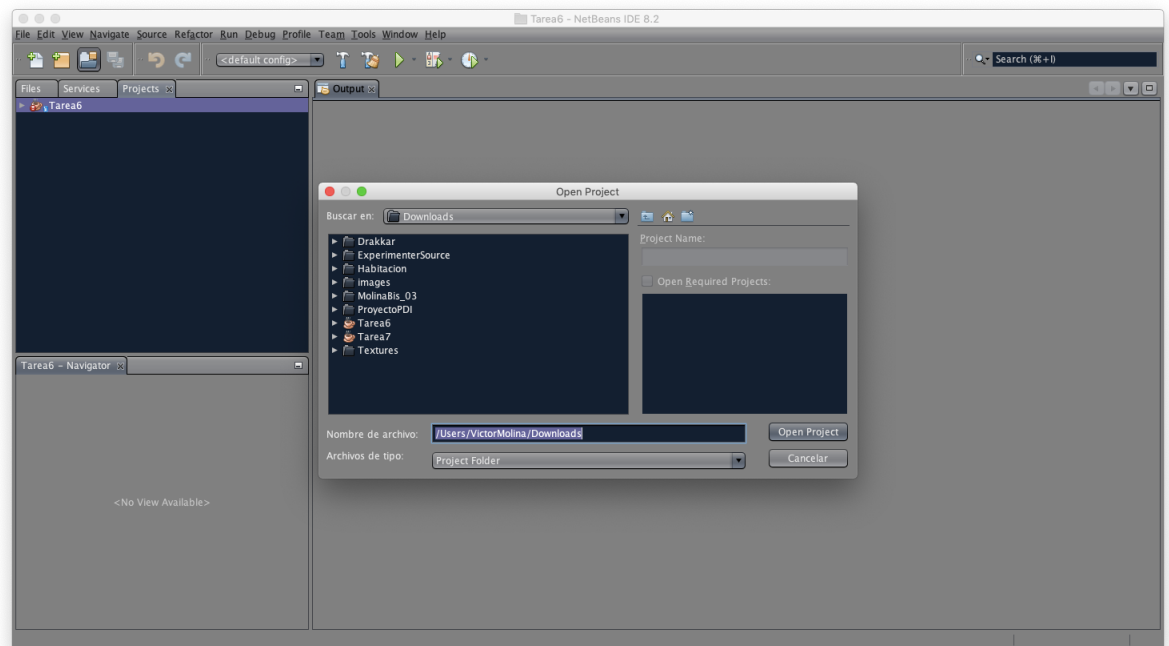 Tarea6 - NetBeans IDE 8.2
File Edit View Navigate Source Refactor Run Debug Profile Team Tools Window Help
<default config>
Search (⌘+I)
Files Services Projects
Output
Tarea6
Open Project
Buscar en: Downloads
Drakkar
ExperimenterSource
Habitacion
images
MolinaBis_03
ProyectoPDI
Tarea6
Tarea7
Textures
Project Name:
Open Required Projects:
Nombre de archivo: /Users/VictorMolina/Downloads
Open Project
Archivos de tipo: Project Folder
Cancelar
Tarea6 - Navigator
<No View Available>